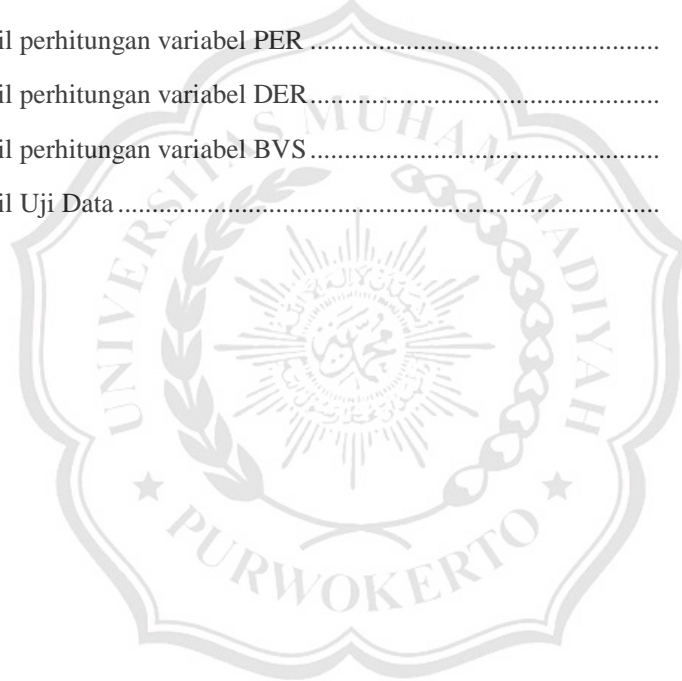 il perhitungan variabel PER ...................................................
il perhitungan variabel DER...................................................
il perhitungan variabel BVS ...................................................
il Uji Data ...............................................................................
UNIVERSITAS MUHAMMADIYAH
PURWOKERTO